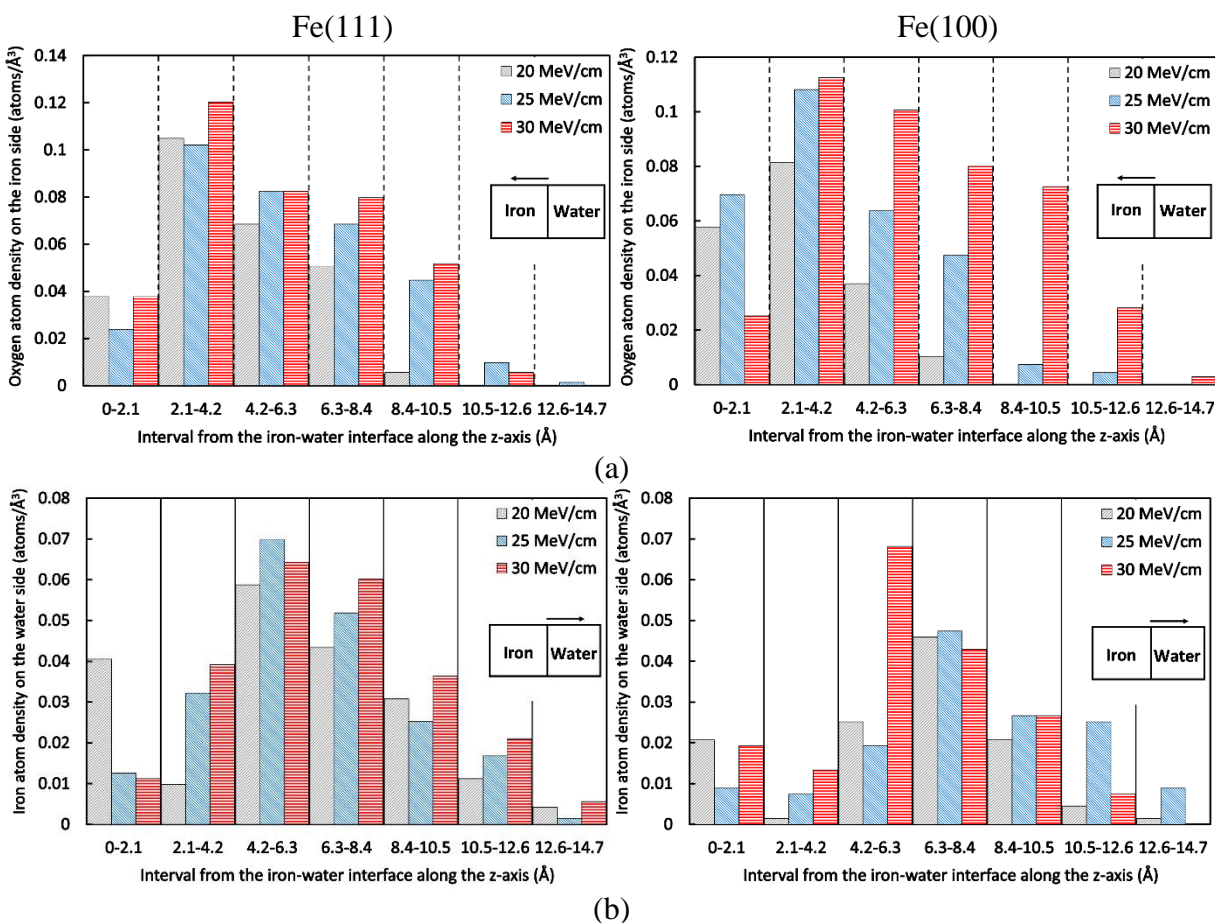 Fe(111)
Fe(100)
Oxygen atom density on the iron side (atoms/Å³)
0.14
0.12
0.1
0.08
0.06
0.04
0.02
0
20 MeV/cm
25 MeV/cm
30 MeV/cm
Iron Water
0-2.1 2.1-4.2 4.2-6.3 6.3-8.4 8.4-10.5 10.5-12.6 12.6-14.7
Interval from the iron-water interface along the z-axis (Å)
Oxygen atom density on the iron side (atoms/Å³)
0.12
0.1
0.08
0.06
0.04
0.02
0
20 MeV/cm
25 MeV/cm
30 MeV/cm
Iron Water
0-2.1 2.1-4.2 4.2-6.3 6.3-8.4 8.4-10.5 10.5-12.6 12.6-14.7
Interval from the iron-water interface along the z-axis (Å)
(a)
Iron atom density on the water side (atoms/Å³)
0.08
0.07
0.06
0.05
0.04
0.03
0.02
0.01
0
20 MeV/cm
25 MeV/cm
30 MeV/cm
Iron Water
0-2.1 2.1-4.2 4.2-6.3 6.3-8.4 8.4-10.5 10.5-12.6 12.6-14.7
Interval from the iron-water interface along the z-axis (Å)
Iron atom density on the water side (atoms/Å³)
0.08
0.07
0.06
0.05
0.04
0.03
0.02
0.01
0
20 MeV/cm
25 MeV/cm
30 MeV/cm
Iron Water
0-2.1 2.1-4.2 4.2-6.3 6.3-8.4 8.4-10.5 10.5-12.6 12.6-14.7
Interval from the iron-water interface along the z-axis (Å)
(b)